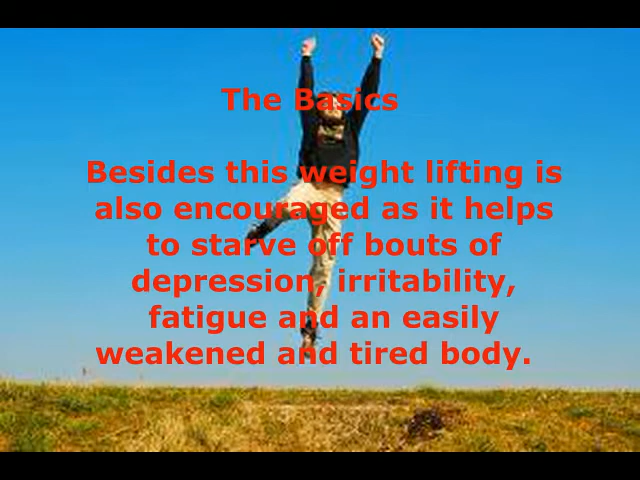 The Basics
Besides this weight lifting is
also encouraged as it helps
to starve off bouts of
depression, irritability,
fatigue and an easily
weakened and tired body.